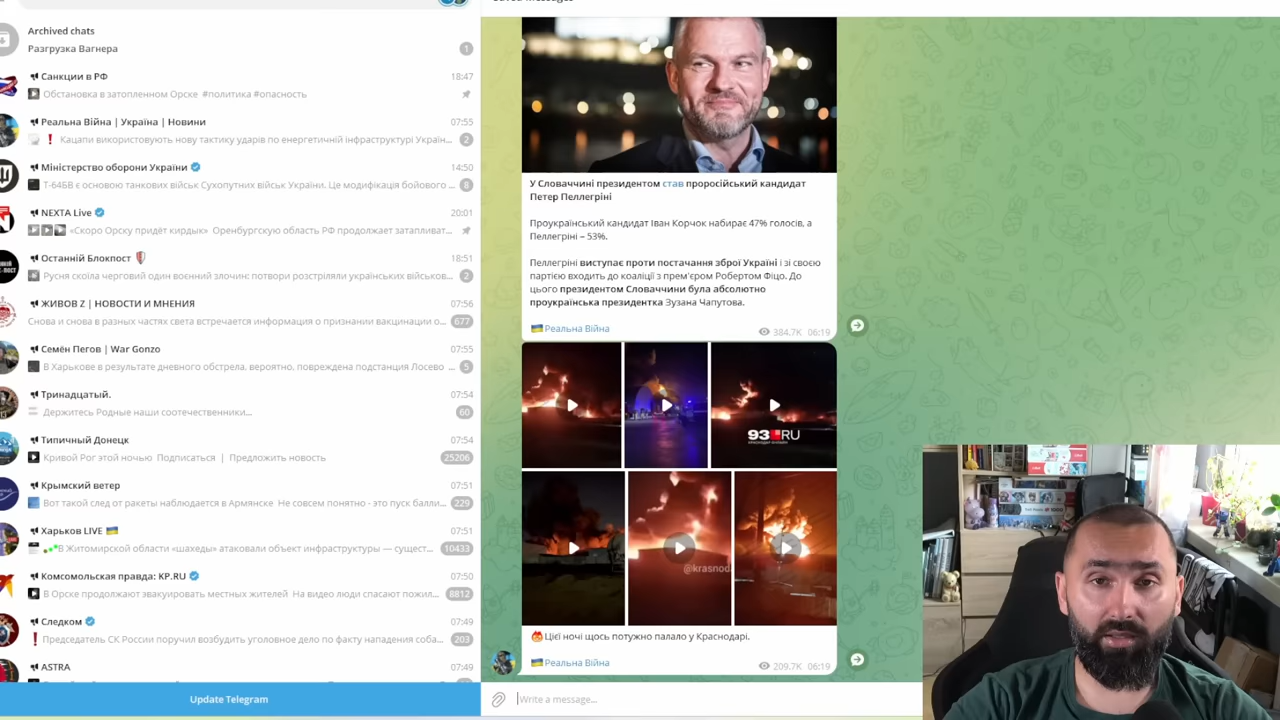 Archived chats
Разгрузка Вагнера
1
Санкции в РФ
18:47
Обстановка в затопленном Орске #политика #опасность
Реальна Війна | Україна | Новини
07:55
Кацапи використовують нову тактику ударів по енергетичній інфраструктурі Україн...
2
Міністерство оборони України
14:50
Т-64БВ є основою танкових військ Сухопутних військ України. Це модифікація бойового ...
8
NEXTA Live
20:01
«Скоро Орску придёт кирдык» Оренбургскую область РФ продолжает затапливат...
Останній Блокпост
18:51
Русня скоїла черговий один воєнний злочин: потвори розстріляли українських військов...
2
ЖИВОВ Z | НОВОСТИ И МНЕНИЯ
07:56
Снова и снова в разных частях света встречается информация о признании вакцинации о...
677
Семён Пегов | War Gonzo
07:55
В Харькове в результате дневного обстрела, вероятно, повреждена подстанция Лосево ...
5
Тринадцатый.
07:54
Держитесь Родные наши соотечественники...
60
Типичный Донецк
07:54
Кривой Рог этой ночью Подписаться | Предложить новость
25206
Крымский ветер
07:51
Вот такой след от ракеты наблюдается в Армянске Не совсем понятно - это пуск балли...
229
Харьков LIVE
07:51
В Житомирской области «шахеды» атаковали объект инфраструктуры — сущест...
10433
Комсомольская правда: KP.RU
07:50
В Орске продолжают эвакуировать местных жителей На видео люди спасают пожил...
8812
Следком
07:49
Председатель СК России поручил возбудить уголовное дело по факту нападения соба...
203
ASTRA
07:49
Update Telegram
У Словаччині президентом став проросійський кандидат
Петер Пеллегріні
Проукраїнський кандидат Іван Корчок набирає 47% голосів, а
Пеллегріні – 53%.
Пеллегріні виступає проти постачання зброї Україні і зі своєю
партією входить до коаліції з прем'єром Робертом Фіцо. До
цього президентом Словаччини була абсолютно
проукраїнська президентка Зузана Чапутова.
Реальна Війна
384.7K 06:19
93.RU
@krasnod
Цієї ночі щось потужно палало у Краснодарі.
Реальна Війна
209.7K 06:19
Write a message...